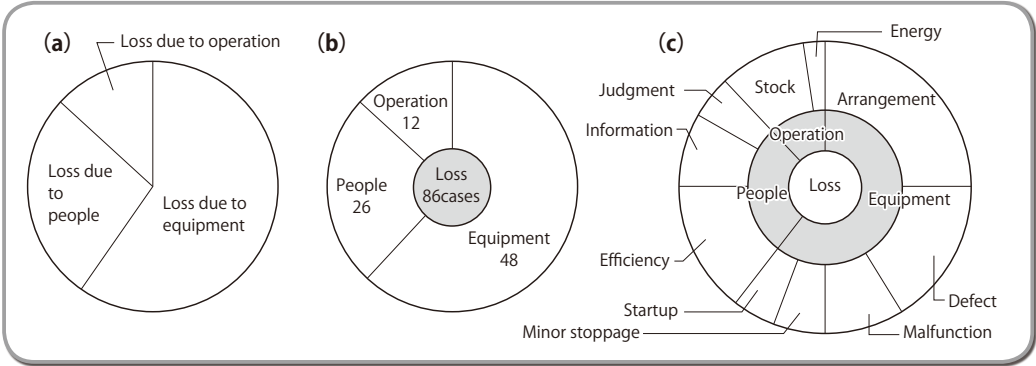 (a)
Loss due to operation
Loss due
to
people
Loss due to
equipment
(b)
Operation
12
People
26
Loss
86cases
Equipment
48
(c)
Energy
Stock
Judgment
Arrangement
Information
Operation
People
Loss
Equipment
Efficiency
Startup
Defect
Minor stoppage
Malfunction